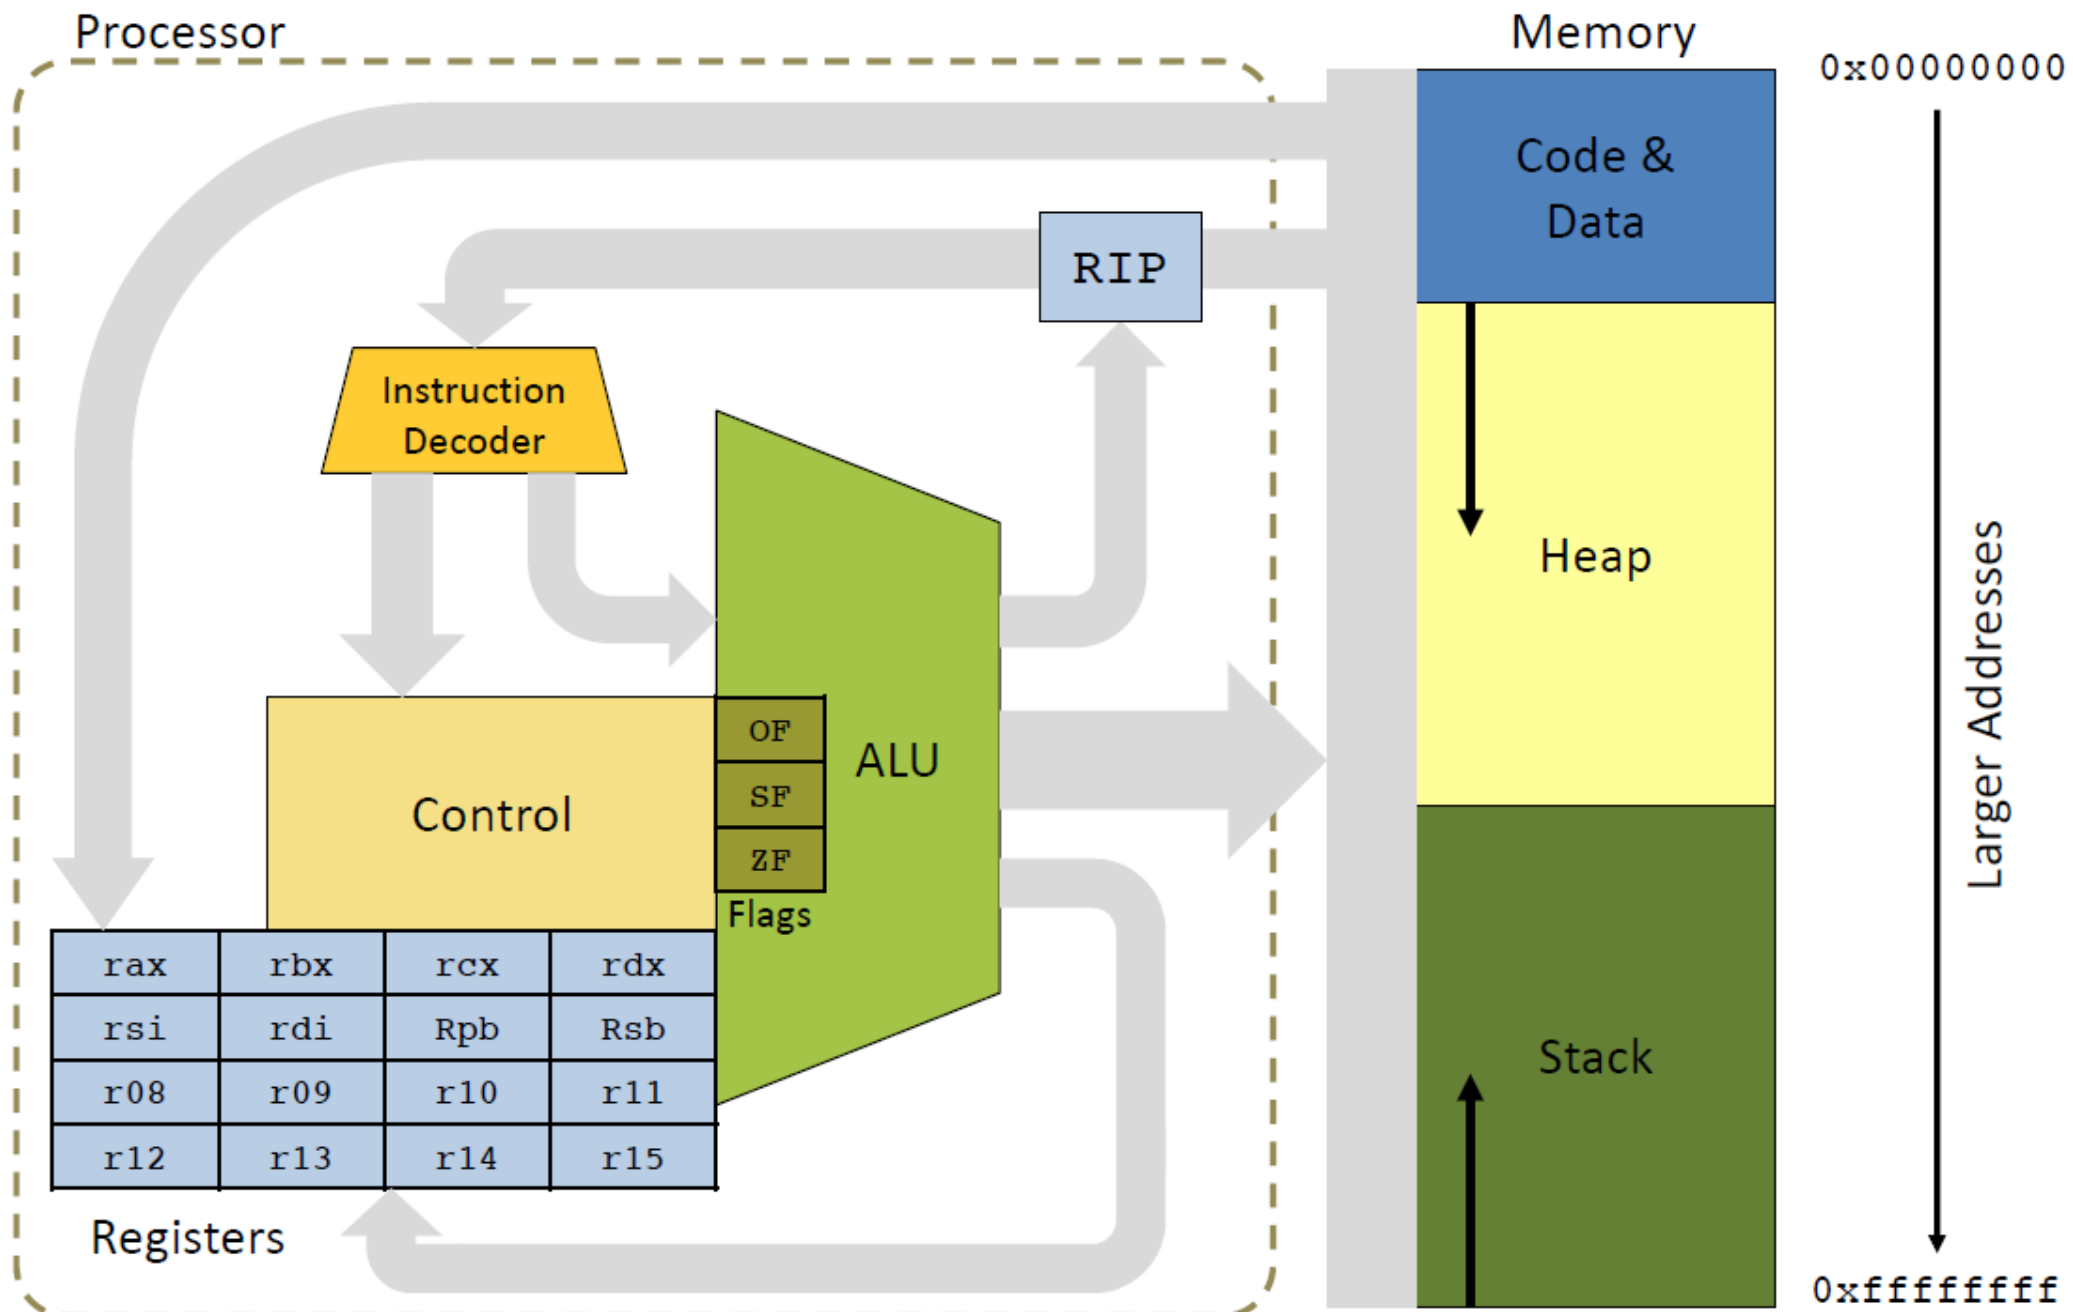 Processor
Memory
0x00000000
Code &
Data
RIP
Instruction
Decoder
Heap
Larger Addresses
OF
SF
ZF
ALU
Control
Flags
rax rbx rcx rdx
rsi rdi Rpb Rsb
r08 r09 r10 r11
r12 r13 r14 r15
Stack
Registers
0xffffffff